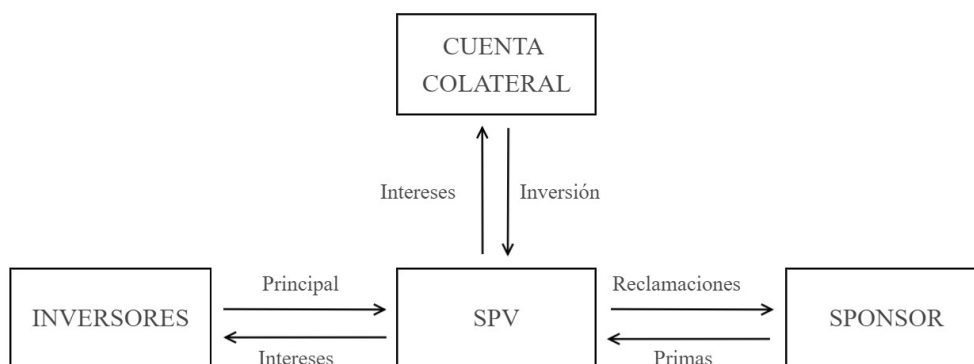 CUENTA
COLATERAL
Intereses
Inversión
Principal
Reclamaciones
INVERSORES
SPV
SPONSOR
Intereses
Primas